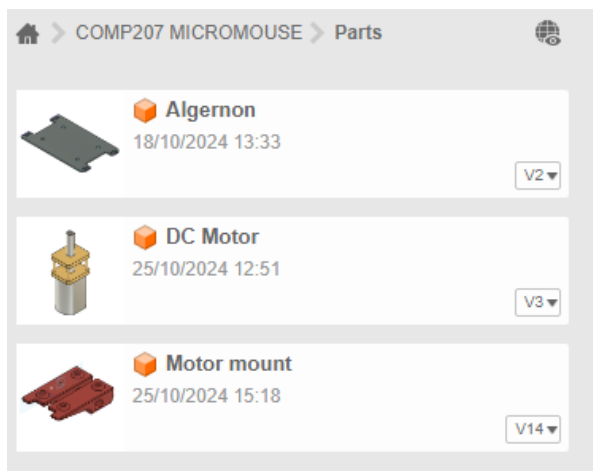 COMP207 MICROMOUSE Parts
Algernon
18/10/2024 13:33
V2
DC Motor
25/10/2024 12:51
V3
Motor mount
25/10/2024 15:18
V14